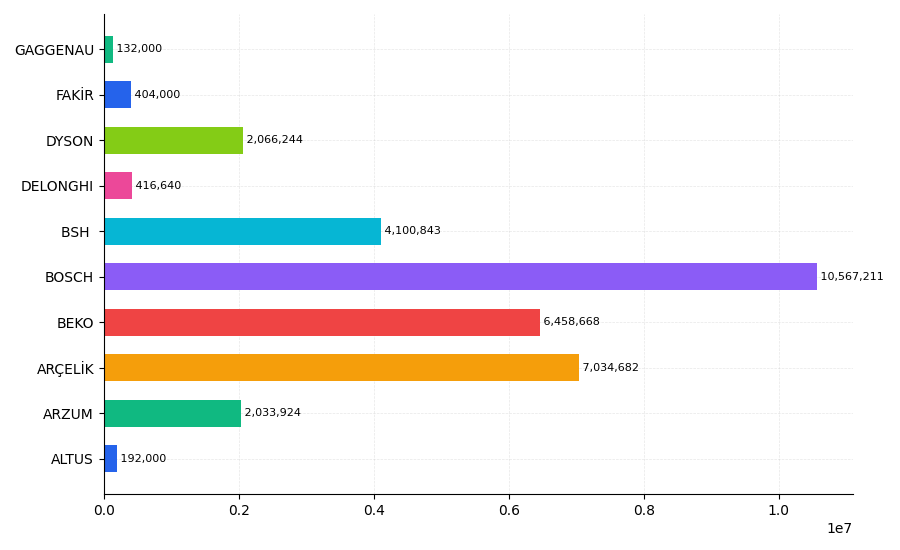 GAGGENAU 132,000
FAKİR 404,000
DYSON 2,066,244
DELONGHI 416,640
BSH 4,100,843
BOSCH 10,567,211
BEKO 6,458,668
ARÇELİK 7,034,682
ARZUM 2,033,924
ALTUS 192,000
0.0 0.2 0.4 0.6 0.8 1.0
1e7